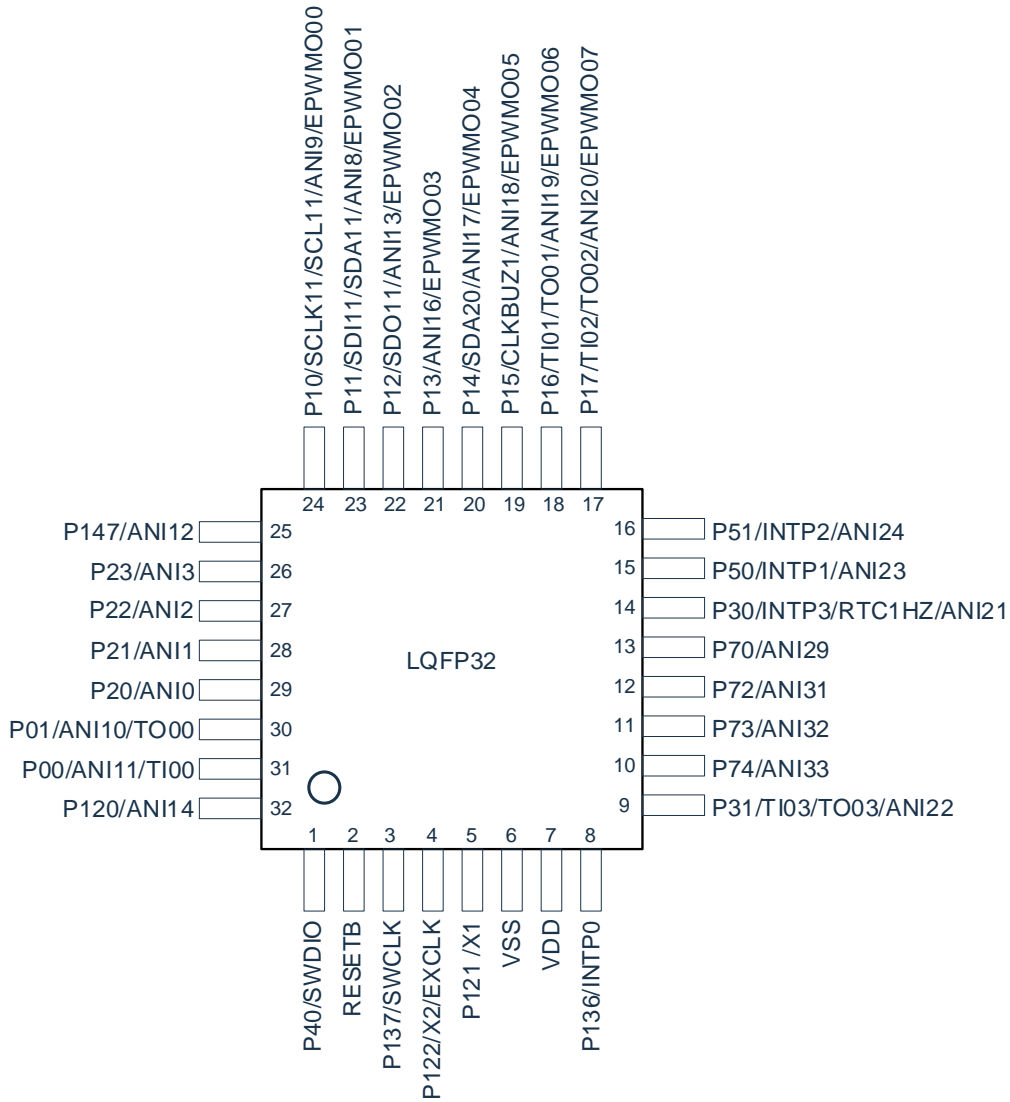 P10/SCLK11/SCL11/ANI9/EPWMO00
P11/SDI11/SDA11/ANI8/EPWMO01
P12/SDO11/ANI13/EPWMO02
P13/ANI16/EPWMO03
P14/SDA20/ANI17/EPWMO04
P15/CLKBUZ1/ANI18/EPWMO05
P16/TI01/TO01/ANI19/EPWMO06
P17/TI02/TO02/ANI20/EPWMO07
24 23 22 21 20 19 18 17
P147/ANI12 25
P23/ANI3 26
P22/ANI2 27
P21/ANI1 28
P20/ANI0 29
P01/ANI10/TO00 30
P00/ANI11/TI00 31
P120/ANI14 32
LQFP32
16 P51/INTP2/ANI24
15 P50/INTP1/ANI23
14 P30/INTP3/RTC1HZ/ANI21
13 P70/ANI29
12 P72/ANI31
11 P73/ANI32
10 P74/ANI33
9 P31/TI03/TO03/ANI22
1 2 3 4 5 6 7 8
P40/SWDIO
RESETB
P137/SWCLK
P122/X2/EXCLK
P121 /X1
VSS
VDD
P136/INTP0